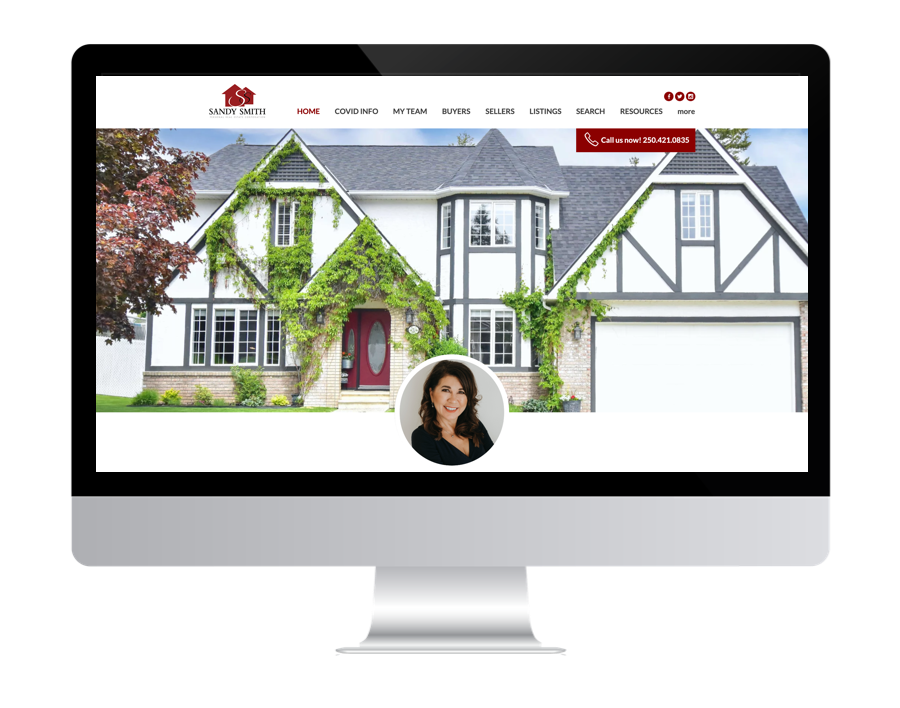 SANDY SMITH
HOME COVID INFO MY TEAM BUYERS SELLERS LISTINGS SEARCH RESOURCES more
Call us now! 250.421.0835